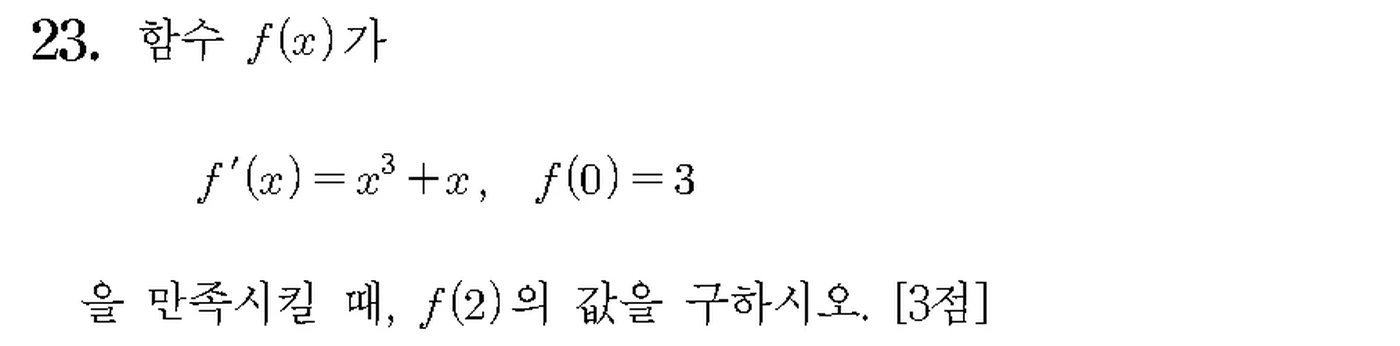 23. 함수 f(x)가
f′(x)=x³+x, f(0)=3
을 만족시킬 때, f(2)의 값을 구하시오. [3점]